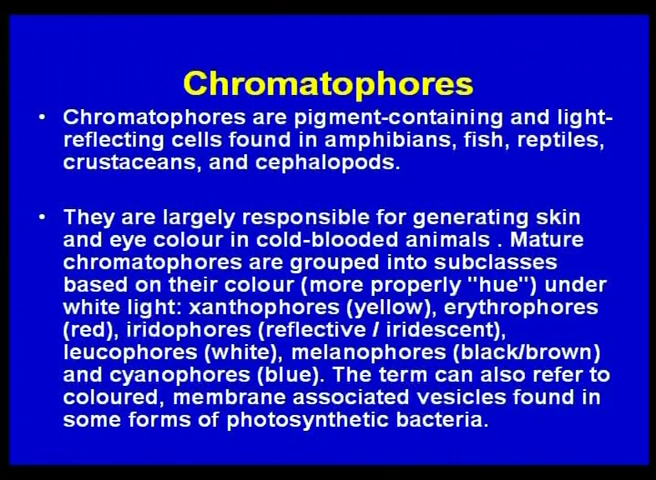 Chromatophores
• Chromatophores are pigment-containing and light-
reflecting cells found in amphibians, fish, reptiles,
crustaceans, and cephalopods.
• They are largely responsible for generating skin
and eye colour in cold-blooded animals . Mature
chromatophores are grouped into subclasses
based on their colour (more properly "hue") under
white light: xanthophores (yellow), erythrophores
(red), iridophores (reflective / iridescent),
leucophores (white), melanophores (black/brown)
and cyanophores (blue). The term can also refer to
coloured, membrane associated vesicles found in
some forms of photosynthetic bacteria.